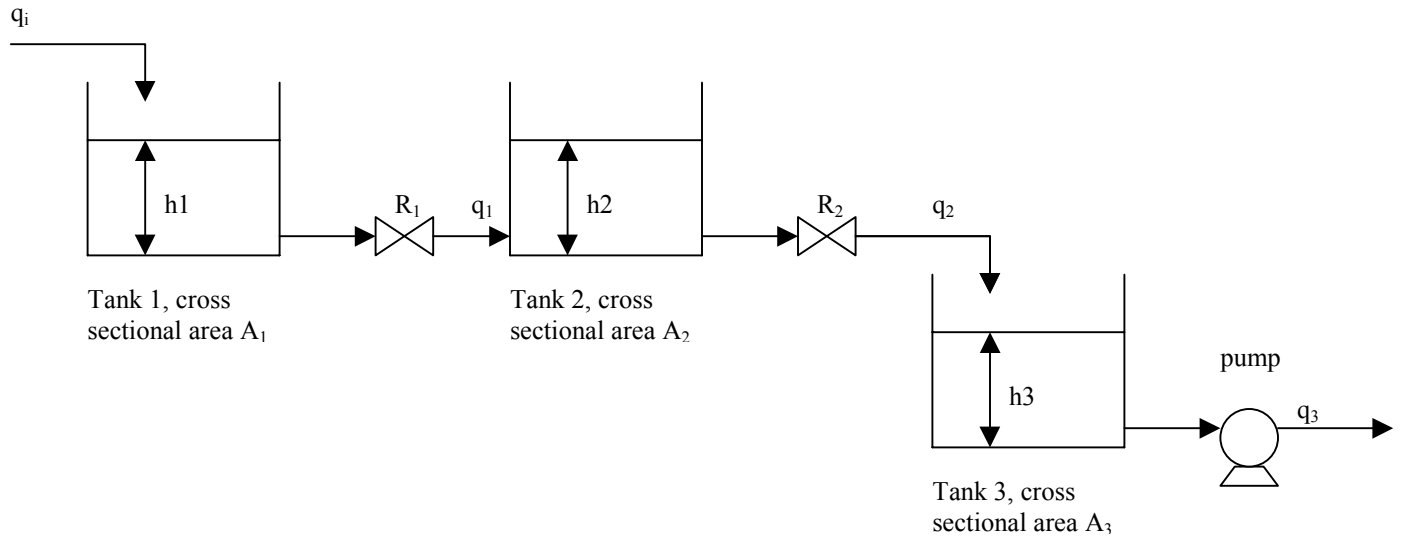 qᵢ
h1
R₁
q₁
h2
R₂
q₂
Tank 1, cross
sectional area A₁
Tank 2, cross
sectional area A₂
h3
pump
q₃
Tank 3, cross
sectional area A₃